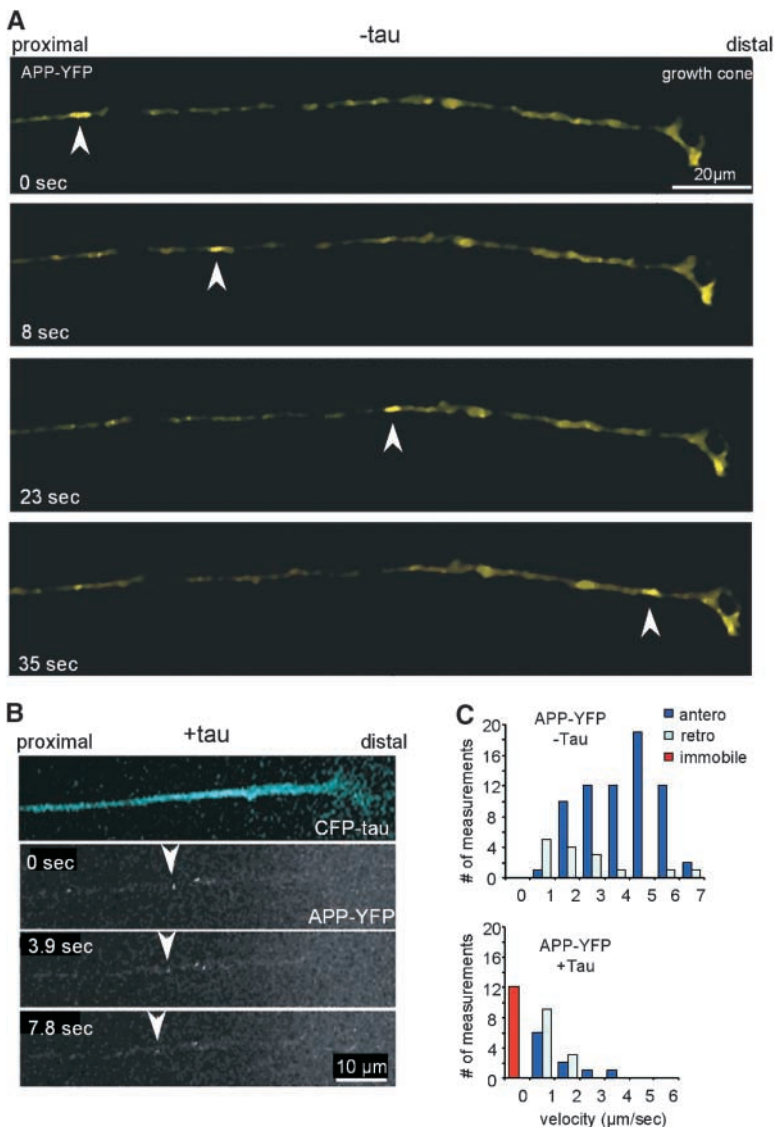 A
proximal -tau distal
APP-YFP growth cone
20µm
0 sec
8 sec
23 sec
35 sec
B
proximal +tau distal
CFP-tau
0 sec
APP-YFP
3.9 sec
7.8 sec
10 µm
C
APP-YFP
-Tau
antero
retro
immobile
# of measurements
20
16
12
8
4
0
0 1 2 3 4 5 6 7
APP-YFP
+Tau
# of measurements
20
16
12
8
4
0
0 1 2 3 4 5 6
velocity (µm/sec)